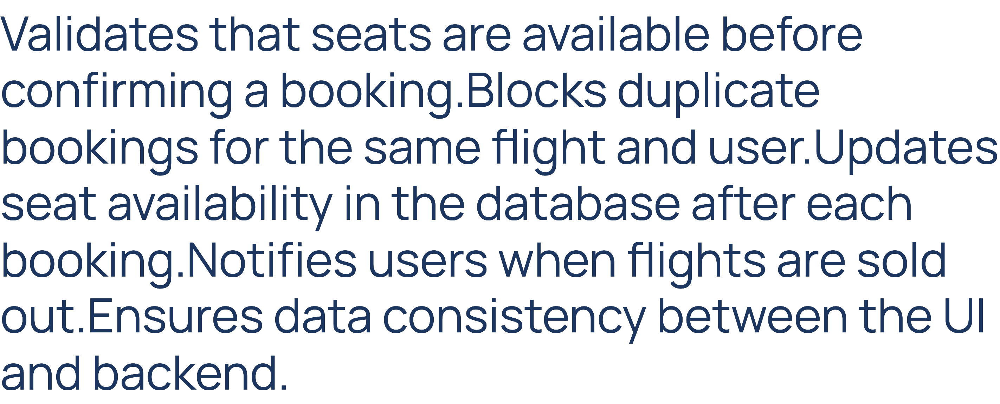 Validates that seats are available before
confirming a booking.Blocks duplicate
bookings for the same flight and user.Updates
seat availability in the database after each
booking.Notifies users when flights are sold
out.Ensures data consistency between the UI
and backend.